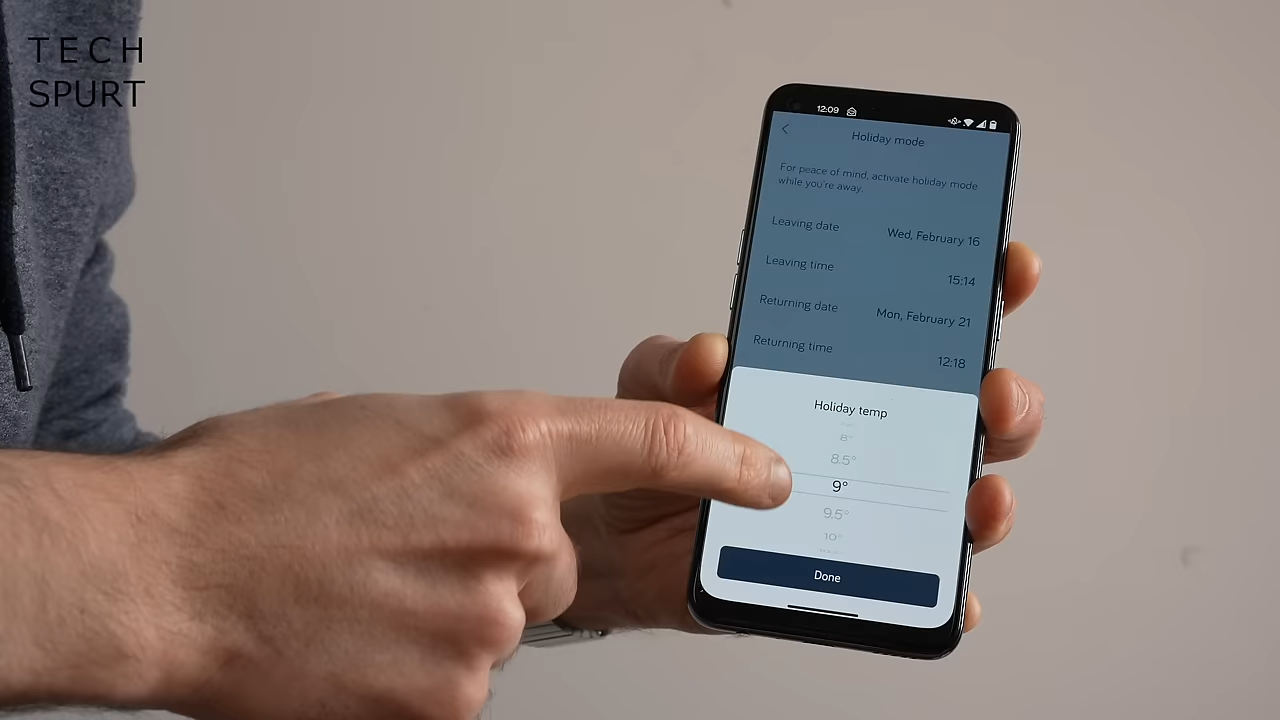 TECH
SPURT
12:09
Holiday mode
For peace of mind, activate holiday mode
while you're away.
Leaving date Wed, February 16
Leaving time 15:14
Returning date Mon, February 21
Returning time 12:18
Holiday temp
8°
8.5°
9°
9.5°
10°
Done